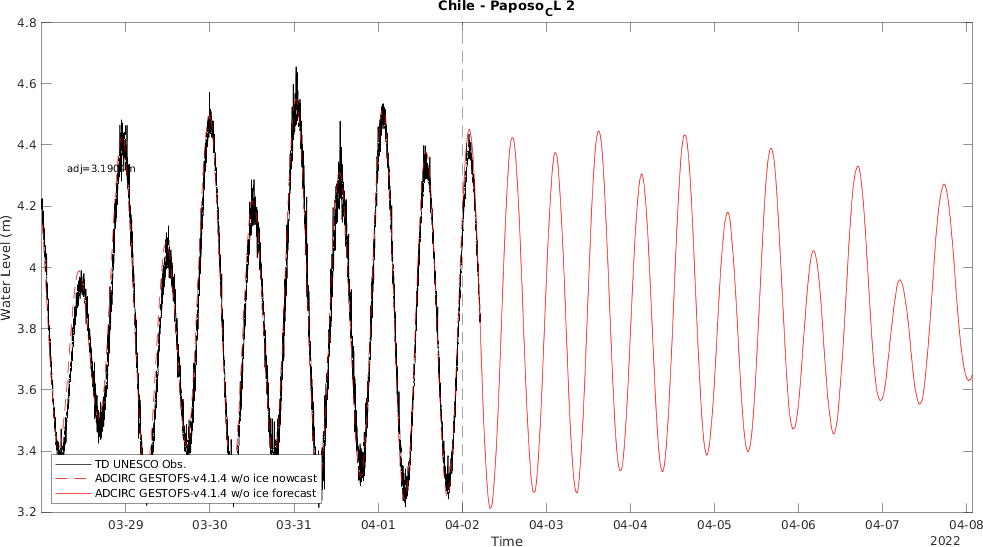 Chile - Paposo_CL 2
4.8
4.6
4.4
4.2
4
3.8
3.6
3.4
3.2
Water Level (m)
adj=3.1904m
TD UNESCO Obs.
ADCIRC GESTOFS-v4.1.4 w/o ice nowcast
ADCIRC GESTOFS-v4.1.4 w/o ice forecast
03-29 03-30 03-31 04-01 04-02 04-03 04-04 04-05 04-06 04-07 04-08
Time
2022